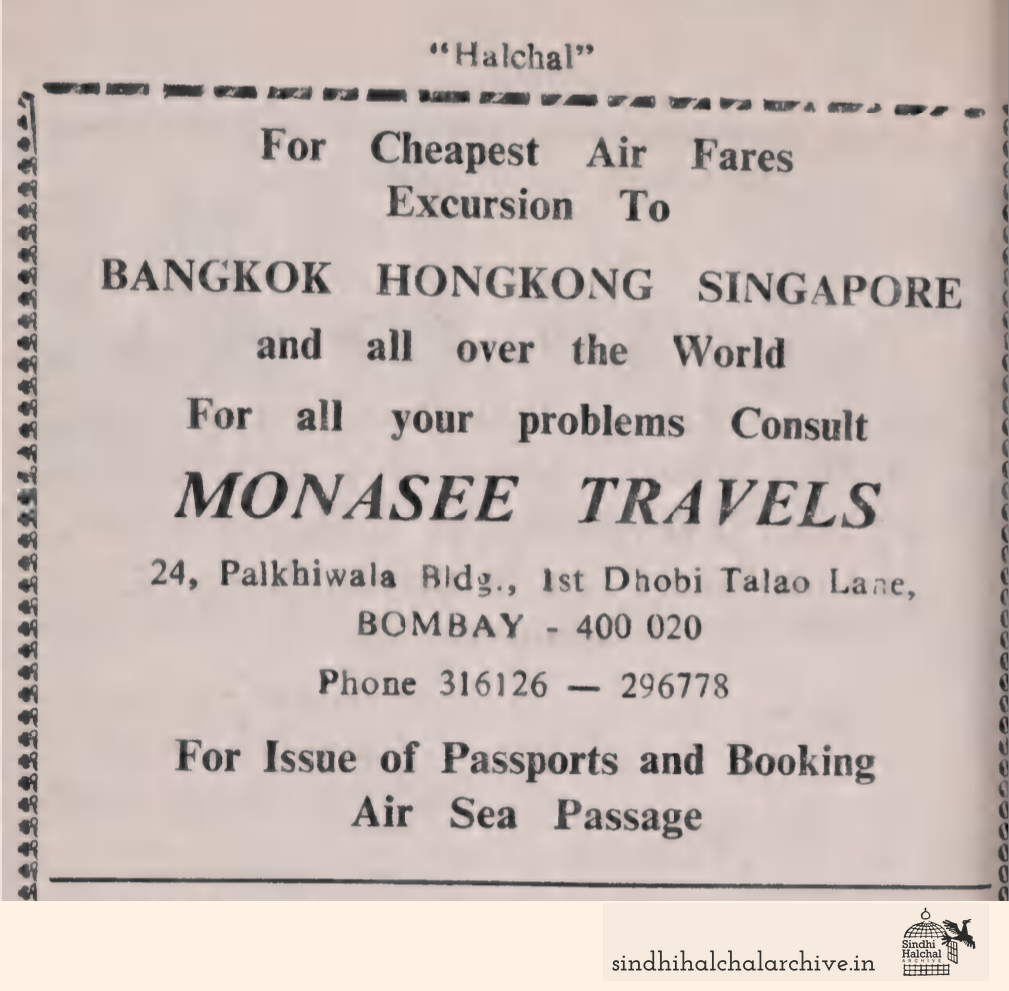 “Halchal”
For Cheapest Air Fares
Excursion To
BANGKOK HONGKONG SINGAPORE
and all over the World
For all your problems Consult
MONASEE TRAVELS
24, Palkhiwala Bldg., 1st Dhobi Talao Lane,
BOMBAY - 400 020
Phone 316126 — 296778
For Issue of Passports and Booking
Air Sea Passage
sindhihalchalarchive.in
Sindhi
Halchal
ARCHIVE